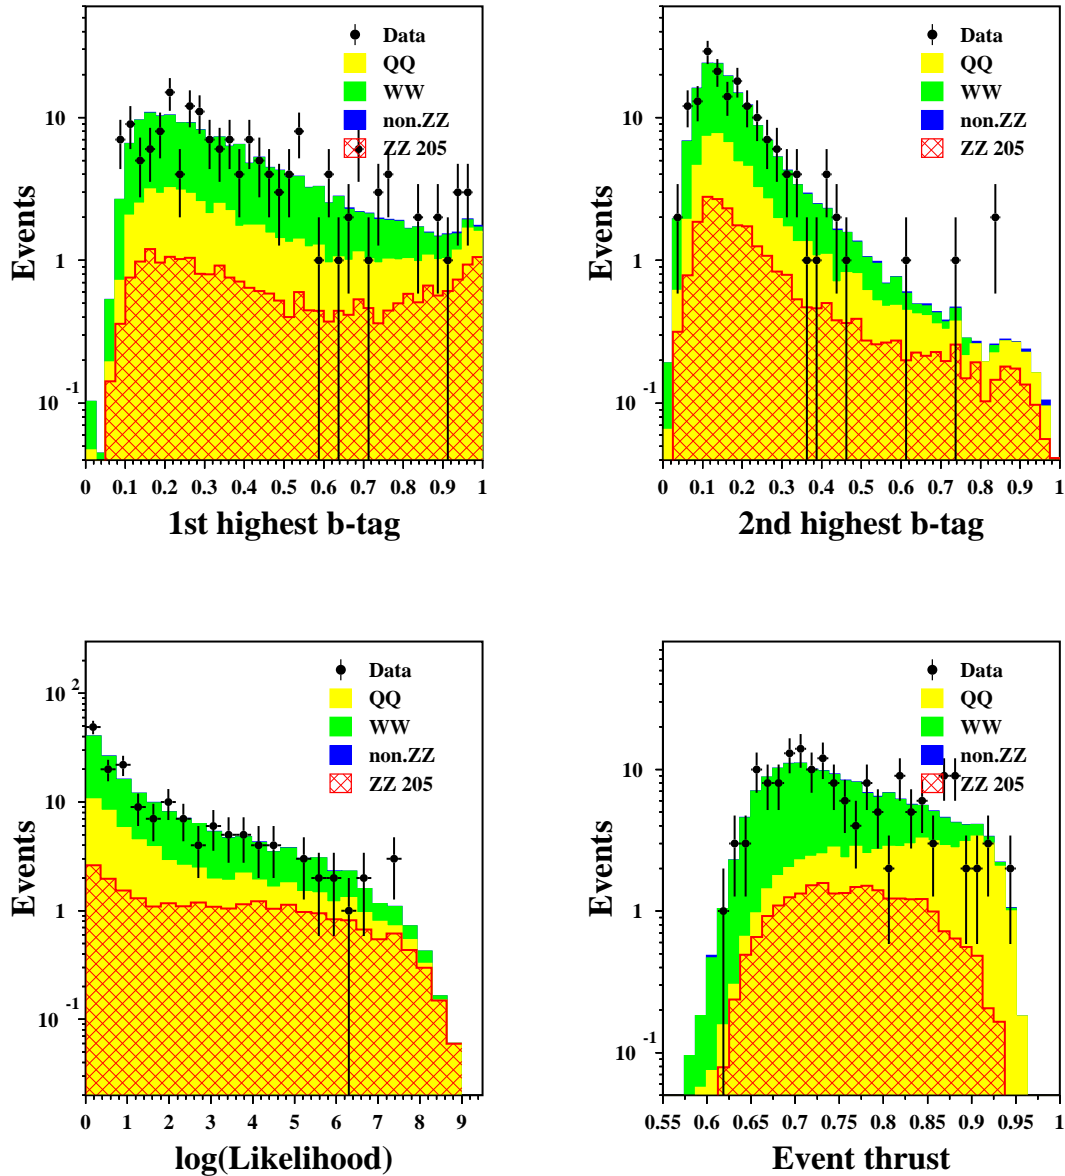 Data
QQ
WW
non.ZZ
ZZ 205
Events
10
1
10 -1
0 0.1 0.2 0.3 0.4 0.5 0.6 0.7 0.8 0.9 1
1st highest b-tag
Data
QQ
WW
non.ZZ
ZZ 205
Events
10
1
10 -1
0 0.1 0.2 0.3 0.4 0.5 0.6 0.7 0.8 0.9 1
2nd highest b-tag
Data
QQ
WW
non.ZZ
ZZ 205
Events
10 2
10
1
10 -1
0 1 2 3 4 5 6 7 8 9
log(Likelihood)
Data
QQ
WW
non.ZZ
ZZ 205
Events
10
1
10 -1
0.55 0.6 0.65 0.7 0.75 0.8 0.85 0.9 0.95 1
Event thrust